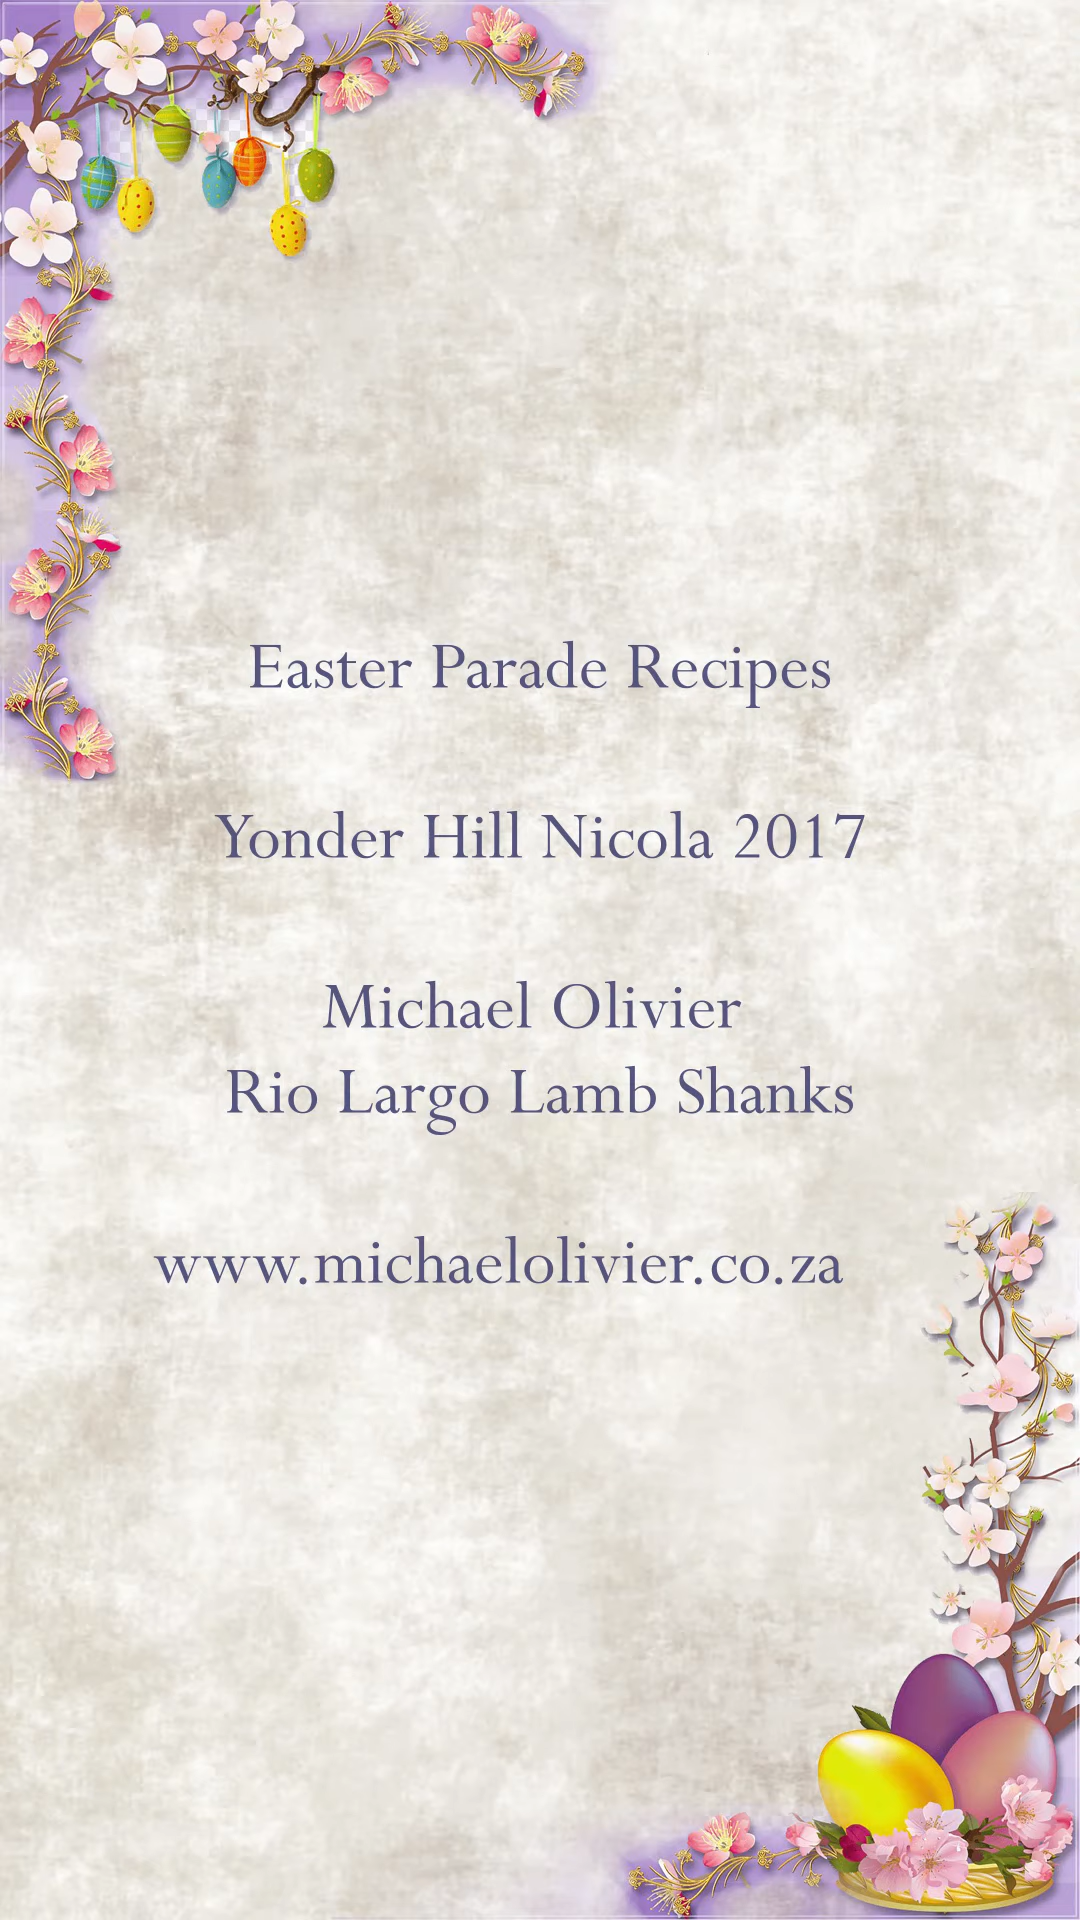 Easter Parade Recipes
Yonder Hill Nicola 2017
Michael Olivier
Rio Largo Lamb Shanks
www.michaelolivier.co.za